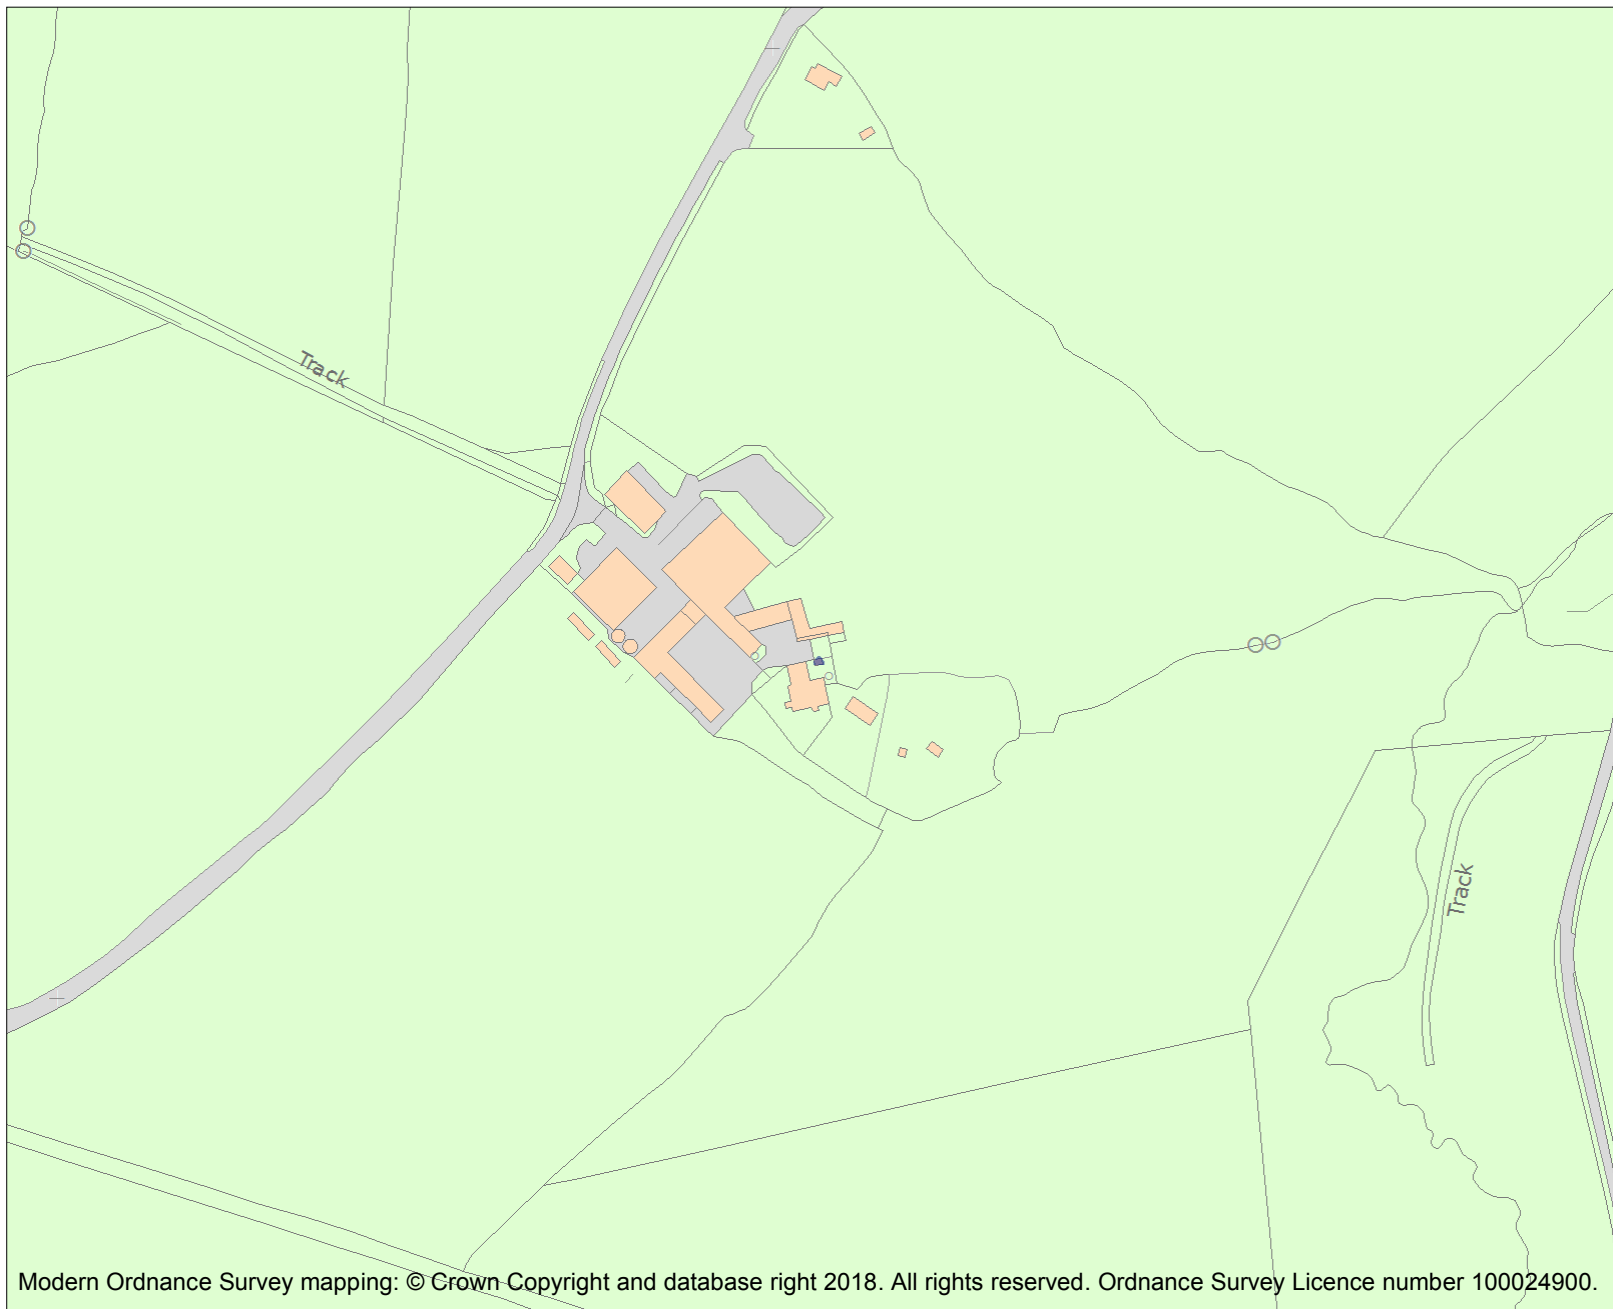 Track
Track
Modern Ordnance Survey mapping: © Crown Copyright and database right 2018. All rights reserved. Ordnance Survey Licence number 100024900.